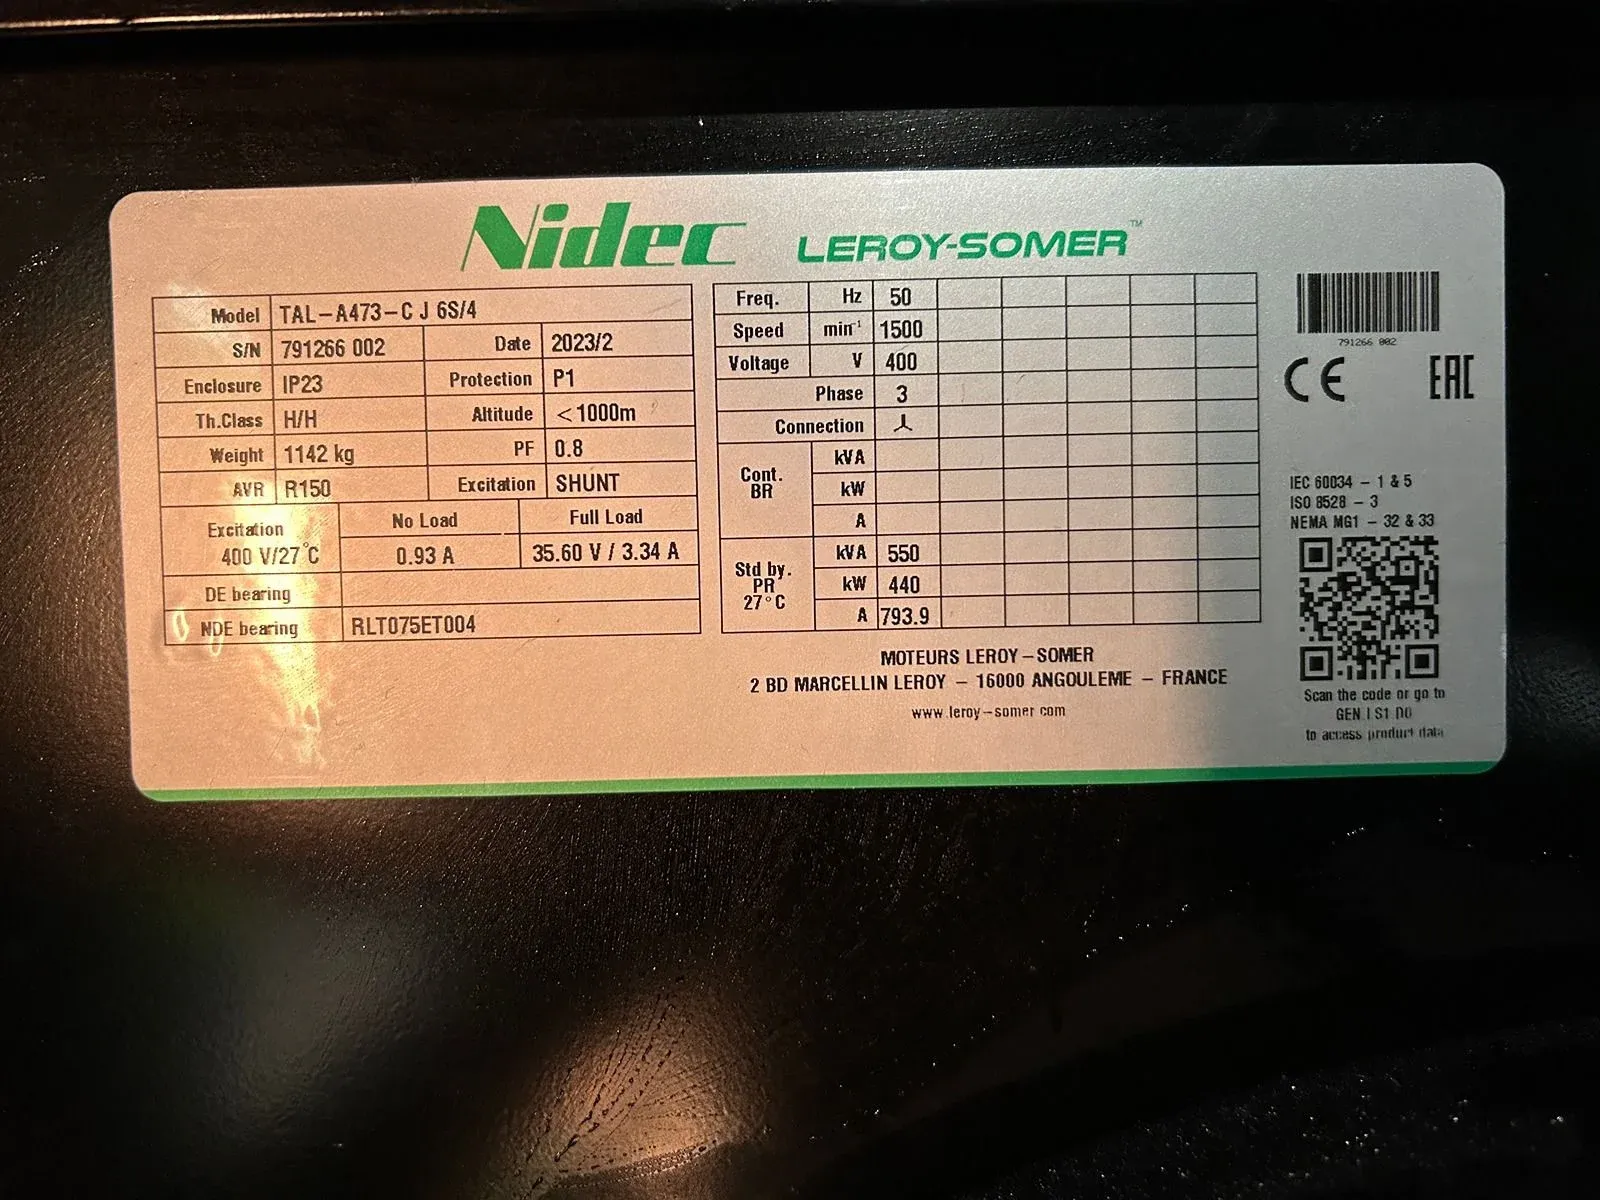 Nidec LEROY-SOMER™
Model TAL-A473-C J 6S/4
S/N 791266 002 Date 2023/2
Enclosure IP23 Protection P1
Th.Class H/H Altitude <1000m
Weight 1142 kg PF 0.8
AVR R150 Excitation SHUNT
Excitation No Load Full Load
400 V/27°C 0.93 A 35.60 V / 3.34 A
DE bearing
NDE bearing RLT075ET004
Freq. Hz 50
Speed min⁻¹ 1500
Voltage V 400
Phase 3
Connection
Cont. BR kVA
kW
A
Std by. PR 27°C kVA 550
kW 440
A 793.9
MOTEURS LEROY-SOMER
2 BD MARCELLIN LEROY - 16000 ANGOULEME - FRANCE
www.leroy-somer.com
791266 002
CE EAC
IEC 60034 - 1 & 5
ISO 8528 - 3
NEMA MG1 - 32 & 33
Scan the code or go to
to access product data